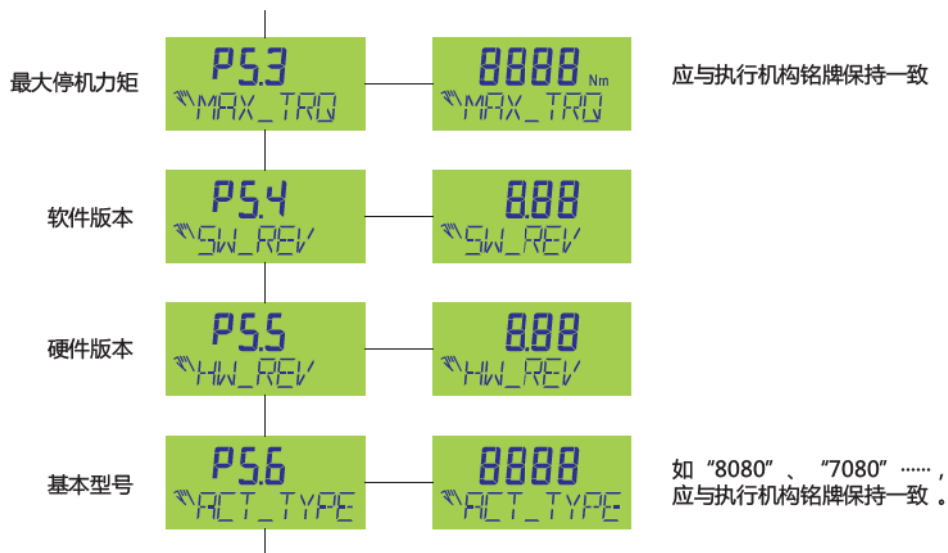 P5.3
MAX_TRQ
8888 Nm
MAX_TRQ
最大停机力矩
应与执行机构铭牌保持一致
P5.4
SW_REV
8.88
SW_REV
软件版本
P5.5
HW_REV
8.88
HW_REV
硬件版本
P5.6
ACT_TYPE
8888
ACT_TYPE
基本型号
如“8080”、“7080”……，
应与执行机构铭牌保持一致。